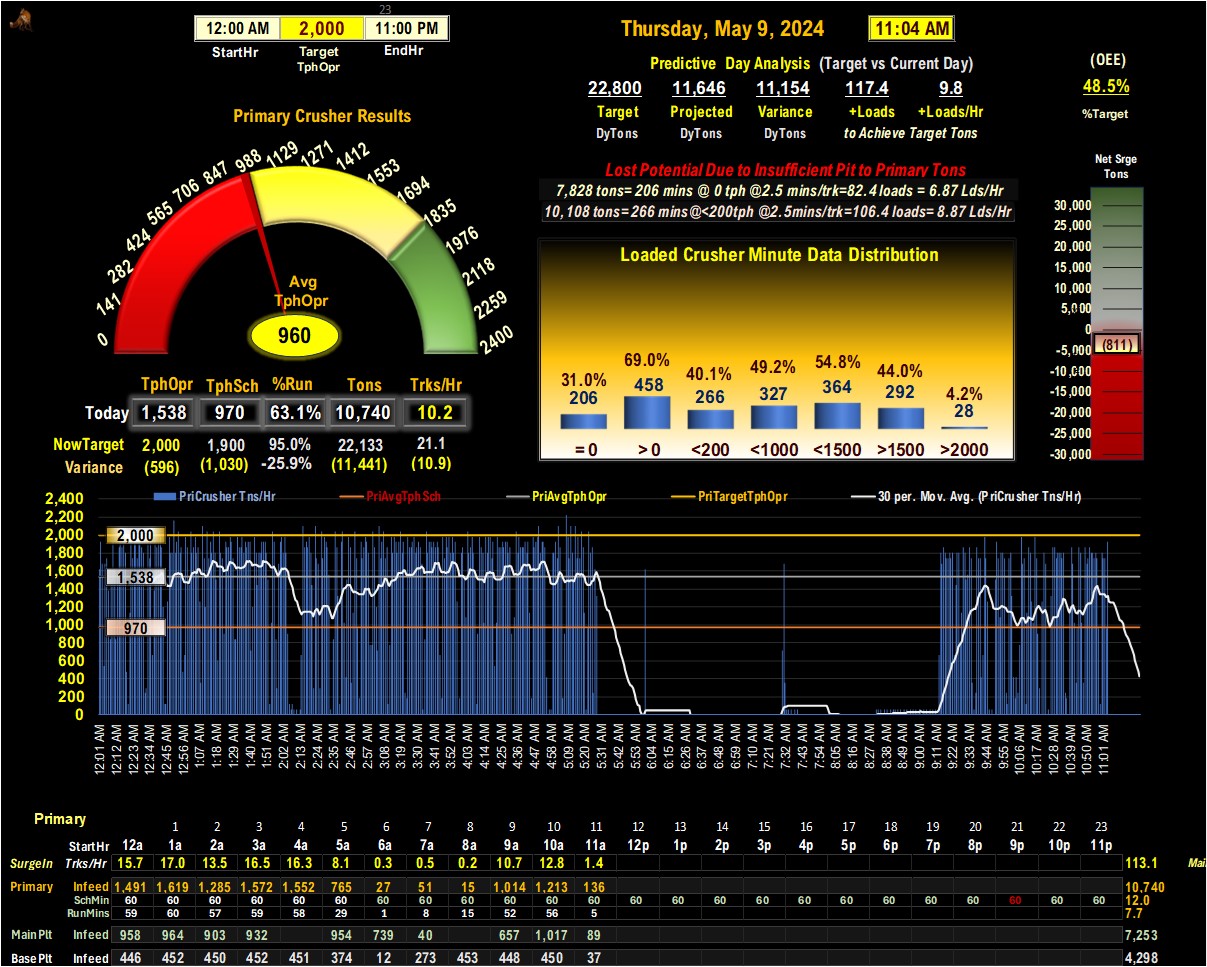 23
12:00 AM 2,000 11:00 PM
StartHr Target TphOpr EndHr
Thursday, May 9, 2024 11:04 AM
Predictive Day Analysis (Target vs Current Day)
22,800 11,646 11,154 117.4 9.8
Target Projected Variance +Loads +Loads/Hr
DyTons DyTons DyTons to Achieve Target Tons
(OEE)
48.5%
%Target
Primary Crusher Results
0 141 282 424 565 706 847 988 1129 1271 1412 1553 1694 1835 1976 2118 2259 2400
Avg
TphOpr
960
Lost Potential Due to Insufficient Pit to Primary Tons
7,828 tons= 206 mins @ 0 tph @2.5 mins/trk=82.4 loads = 6.87 Lds/Hr
10,108 tons= 266 mins@<200tph @2.5mins/trk=106.4 loads= 8.87 Lds/Hr
Net Srge
Tons
30,000
25,000
20,000
15,000
10,000
5,000
0
(811)
-5,000
-10,000
-15,000
-20,000
-25,000
-30,000
Loaded Crusher Minute Data Distribution
31.0% 69.0% 40.1% 49.2% 54.8% 44.0% 4.2%
206 458 266 327 364 292 28
= 0 > 0 <200 <1000 <1500 >1500 >2000
TphOpr TphSch %Run Tons Trks/Hr
Today 1,538 970 63.1% 10,740 10.2
NowTarget 2,000 1,900 95.0% 22,133 21.1
Variance (596) (1,030) -25.9% (11,441) (10.9)
PriCrusher Tns/Hr PriAvgTphSch PriAvgTphOpr PriTargetTphOpr 30 per. Mov. Avg. (PriCrusher Tns/Hr)
2,400
2,200
2,000 2,000
1,800
1,600 1,538
1,400
1,200
1,000 970
800
600
400
200
0
12:01 AM 12:12 AM 12:23 AM 12:34 AM 12:45 AM 12:56 AM 1:07 AM 1:18 AM 1:29 AM 1:40 AM 1:51 AM 2:02 AM 2:13 AM 2:24 AM 2:35 AM 2:46 AM 2:57 AM 3:08 AM 3:19 AM 3:30 AM 3:41 AM 3:52 AM 4:03 AM 4:14 AM 4:25 AM 4:36 AM 4:47 AM 4:58 AM 5:09 AM 5:20 AM 5:31 AM 5:42 AM 5:53 AM 6:04 AM 6:15 AM 6:26 AM 6:37 AM 6:48 AM 6:59 AM 7:10 AM 7:21 AM 7:32 AM 7:43 AM 7:54 AM 8:05 AM 8:16 AM 8:27 AM 8:38 AM 8:49 AM 9:00 AM 9:11 AM 9:22 AM 9:33 AM 9:44 AM 9:55 AM 10:06 AM 10:17 AM 10:28 AM 10:39 AM 10:50 AM 11:01 AM
Primary
1 2 3 4 5 6 7 8 9 10 11 12 13 14 15 16 17 18 19 20 21 22 23
StartHr 12a 1a 2a 3a 4a 5a 6a 7a 8a 9a 10a 11a 12p 1p 2p 3p 4p 5p 6p 7p 8p 9p 10p 11p
SurgeIn Trks/Hr 15.7 17.0 13.5 16.5 16.3 8.1 0.3 0.5 0.2 10.7 12.8 1.4 113.1
Primary Infeed 1,491 1,619 1,285 1,572 1,552 765 27 51 15 1,014 1,213 136 10,740
SchMin 60 60 60 60 60 60 60 60 60 60 60 60 60 60 60 60 60 60 60 60 60 60 60 60 12.0
RunMins 59 60 57 59 58 29 1 8 15 52 56 5 7.7
MainPlt Infeed 958 964 903 932 954 739 40 657 1,017 89 7,253
BasePlt Infeed 446 452 450 452 451 374 12 273 453 448 450 37 4,298